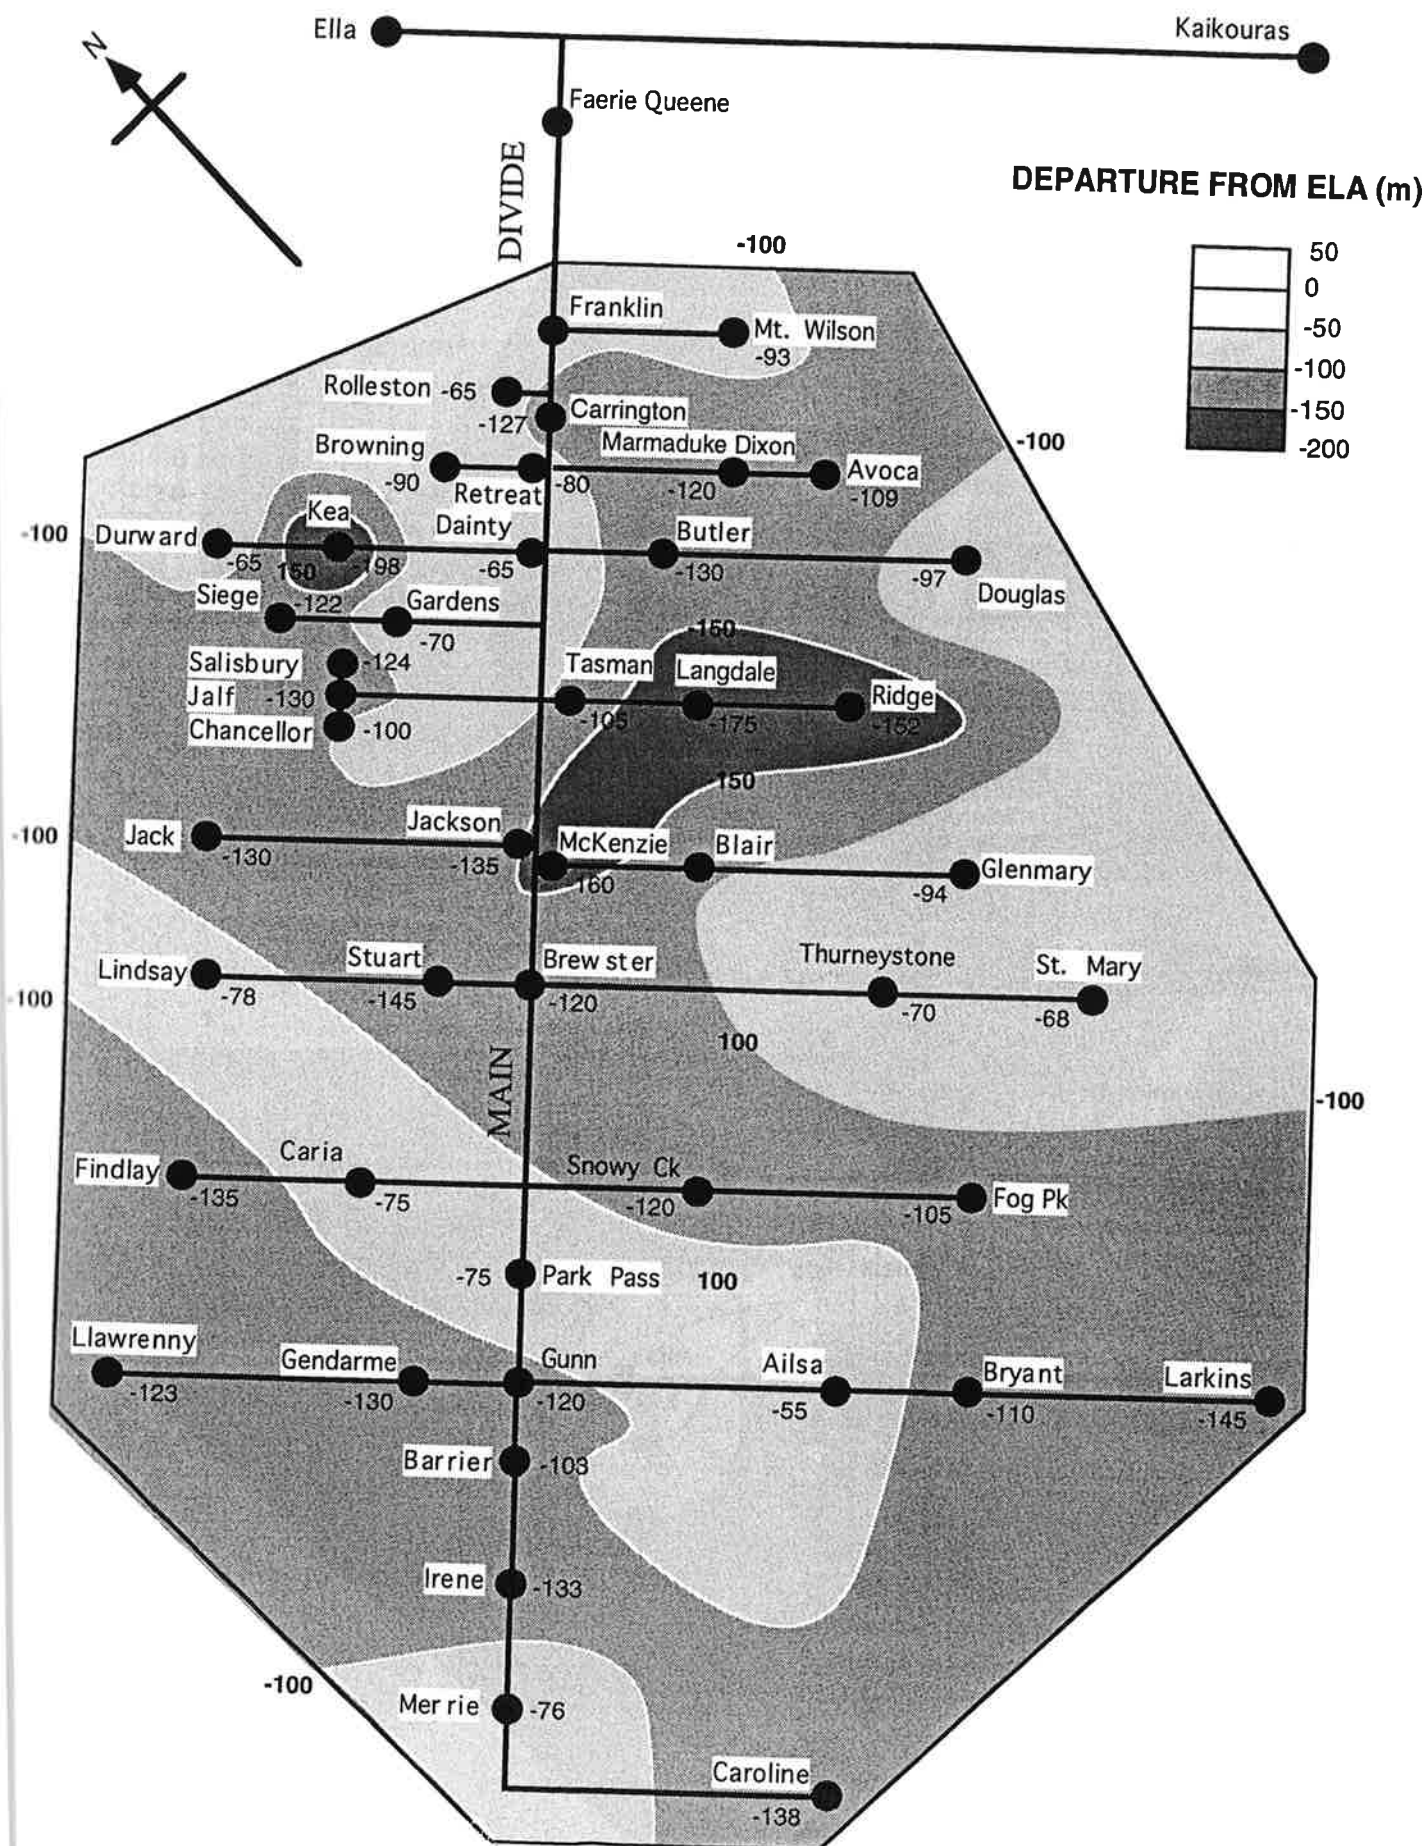 Ella
Kaikouras
N
Faerie Queene
DIVIDE
DEPARTURE FROM ELA (m)
50
0
-50
-100
-150
-200
-100
Franklin
Mt. Wilson
-93
Rolleston -65
-127
Carrington
-100
Browning
Marmaduke Dixon
-90
Retreat
-80
-120
Avoca
-109
-100
Durward
Kea
Dainty
Butler
-65
150
-198
-65
-130
-97
Douglas
Siege
-122
Gardens
-70
-150
Salisbury
-124
Tasman
Langdale
Ridge
Jalf
-130
-105
-175
-152
Chancellor
-100
-150
-100
Jack
-130
Jackson
-135
McKenzie
160
Blair
Glenmary
-94
-100
Lindsay
-78
Stuart
-145
Brewster
-120
Thurneystone
-70
St. Mary
-68
100
MAIN
-100
Findlay
-135
Caria
-75
Snowy Ck
-120
-105
Fog Pk
-75
Park Pass
100
Llawrenny
-123
Gendarme
-130
Gunn
-120
Ailsa
-55
Bryant
-110
Larkins
-145
Barrier
-103
Irene
-133
-100
Merrie
-76
Caroline
-138